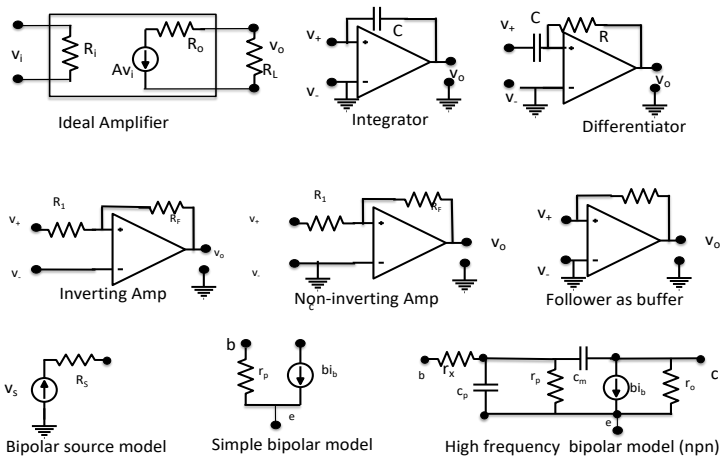 v+
C
v+
C
R
vi
Ri
Ro
vo
Avi
RL
vo
vo
v-
v-
Ideal Amplifier
Integrator
Differentiator
R1
RF
v+
v-
vo
R1
RF
v+
v-
vo
v+
v-
vo
Inverting Amp
Non-inverting Amp
c
Follower as buffer
vs
RS
b
rp
bib
e
b
rx
cp
rp
cm
bib
ro
c
e
Bipolar source model
Simple bipolar model
High frequency bipolar model (npn)